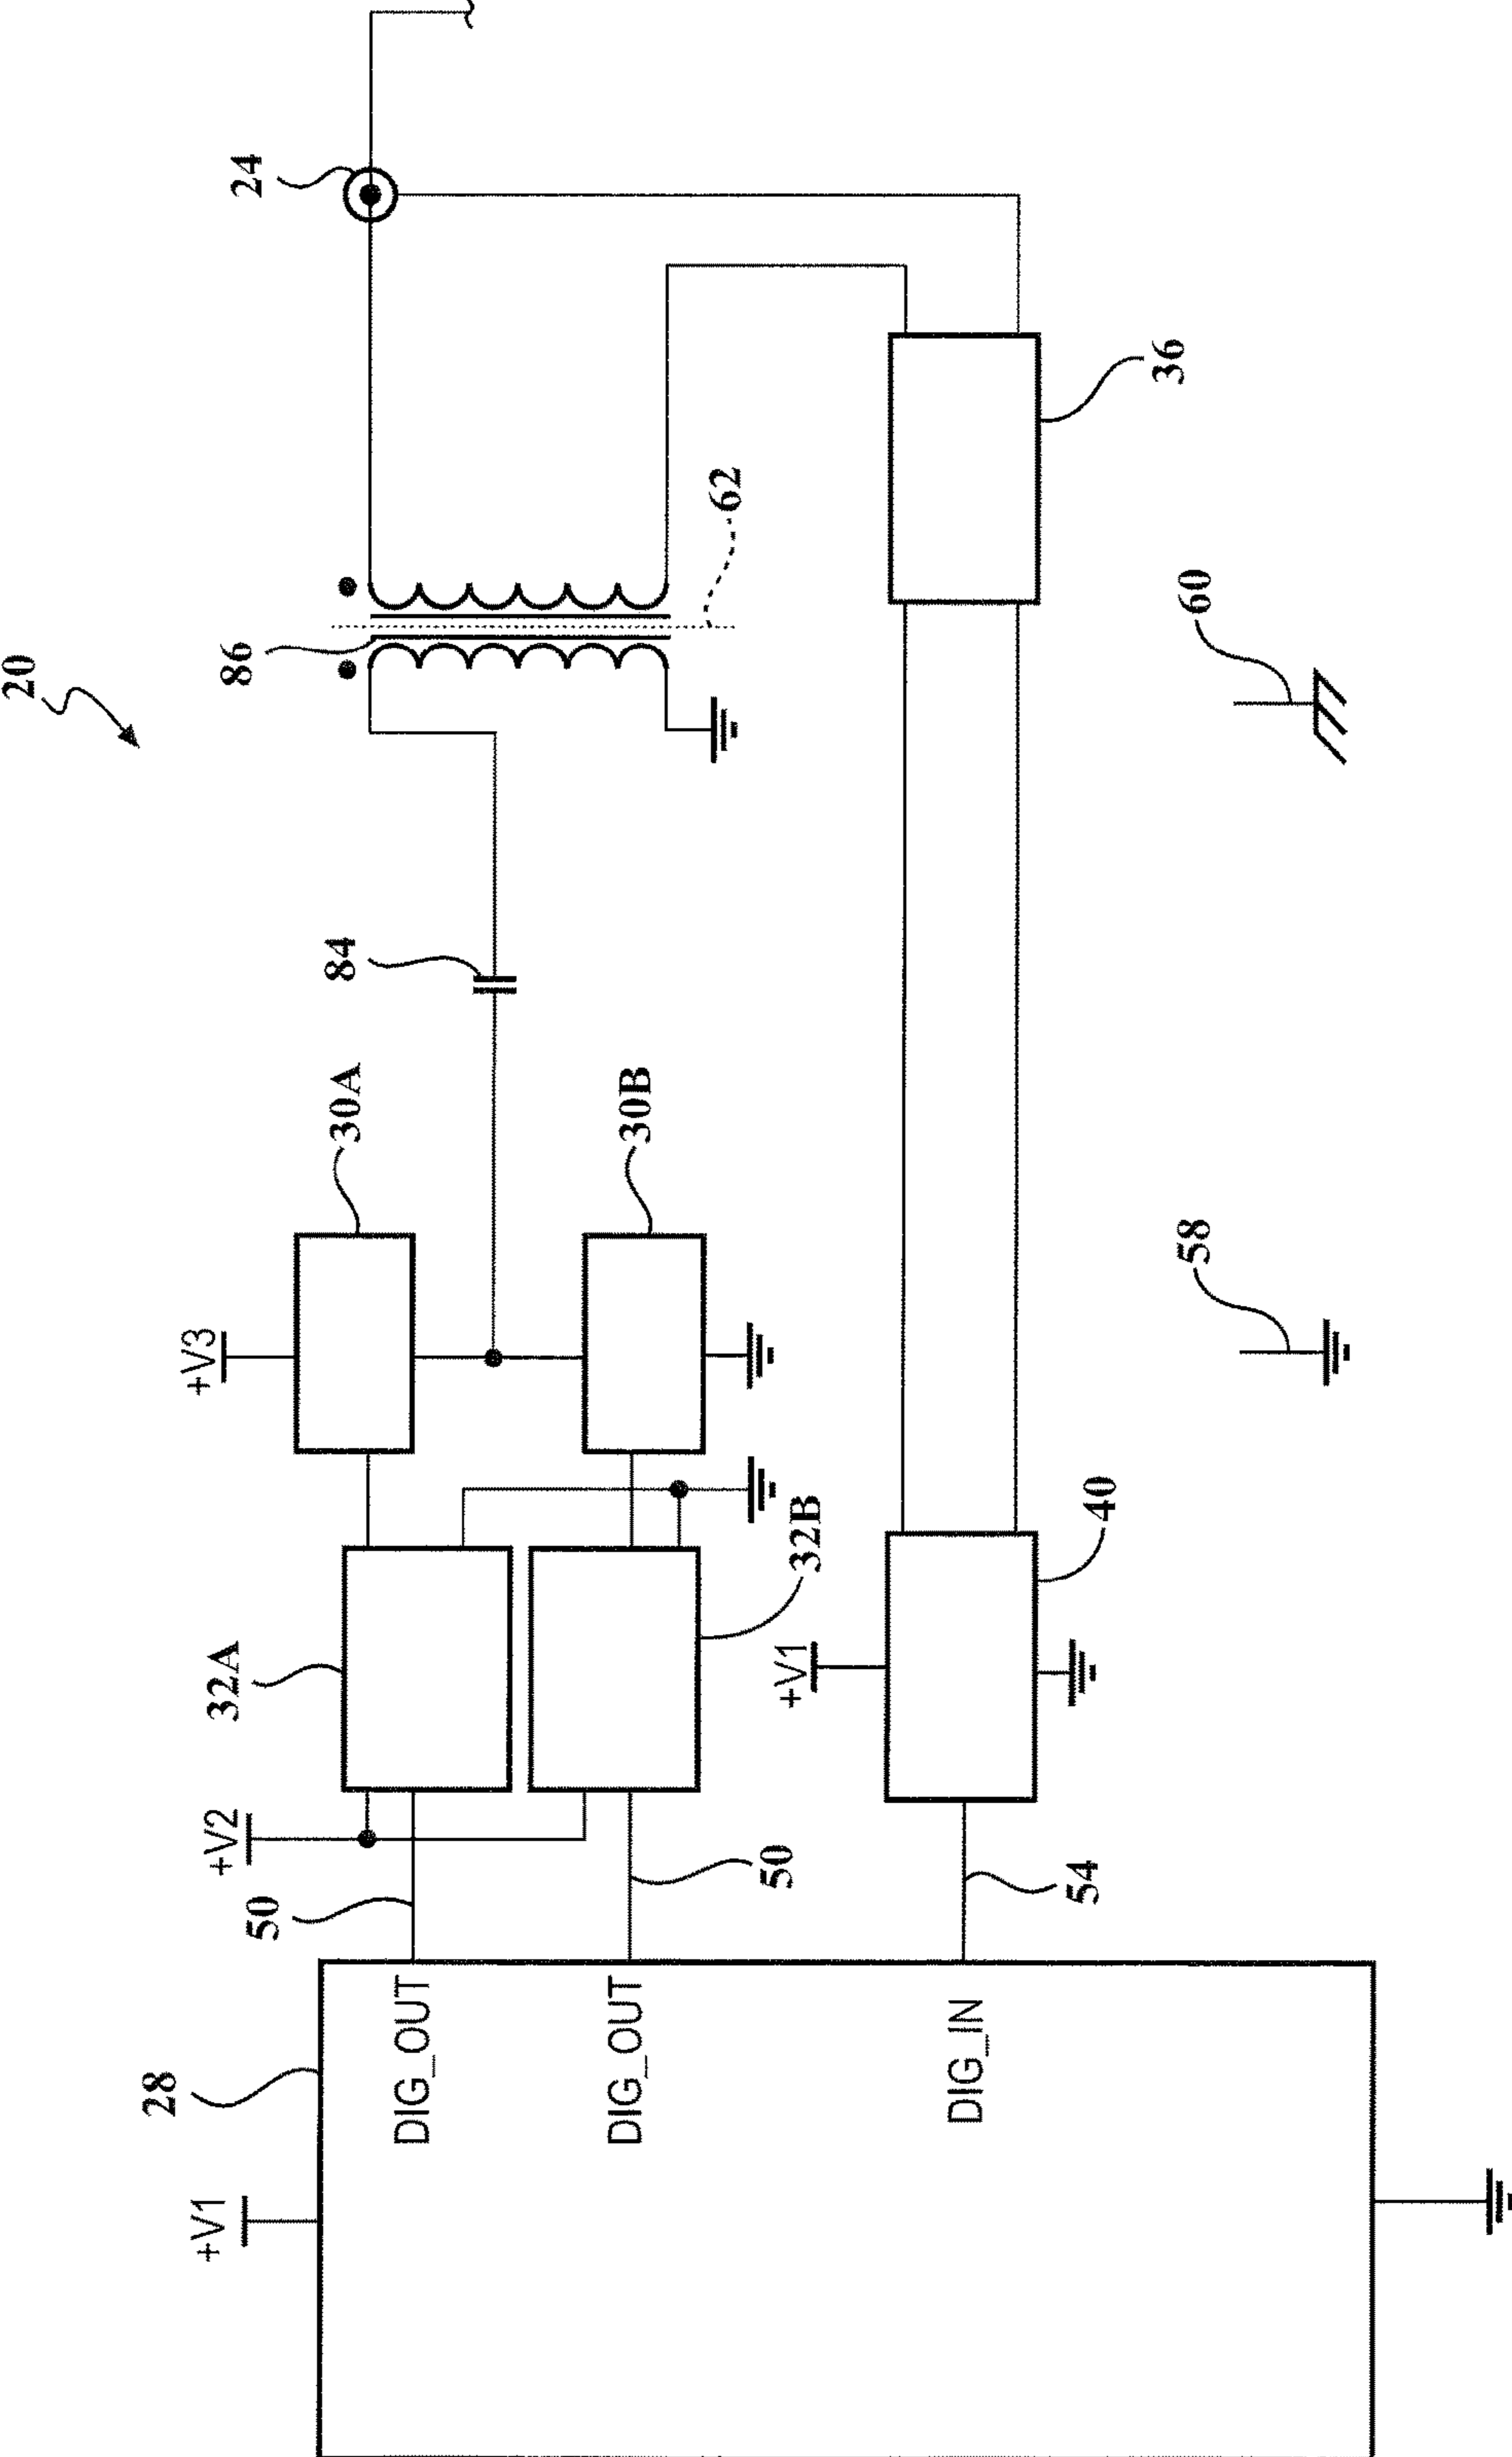 20
24
86
62
36
84
60
30A
30B
+V3
58
32A
32B
40
+V2
+V1
50
50
54
28
+V1
DIG_OUT
DIG_OUT
DIG_IN